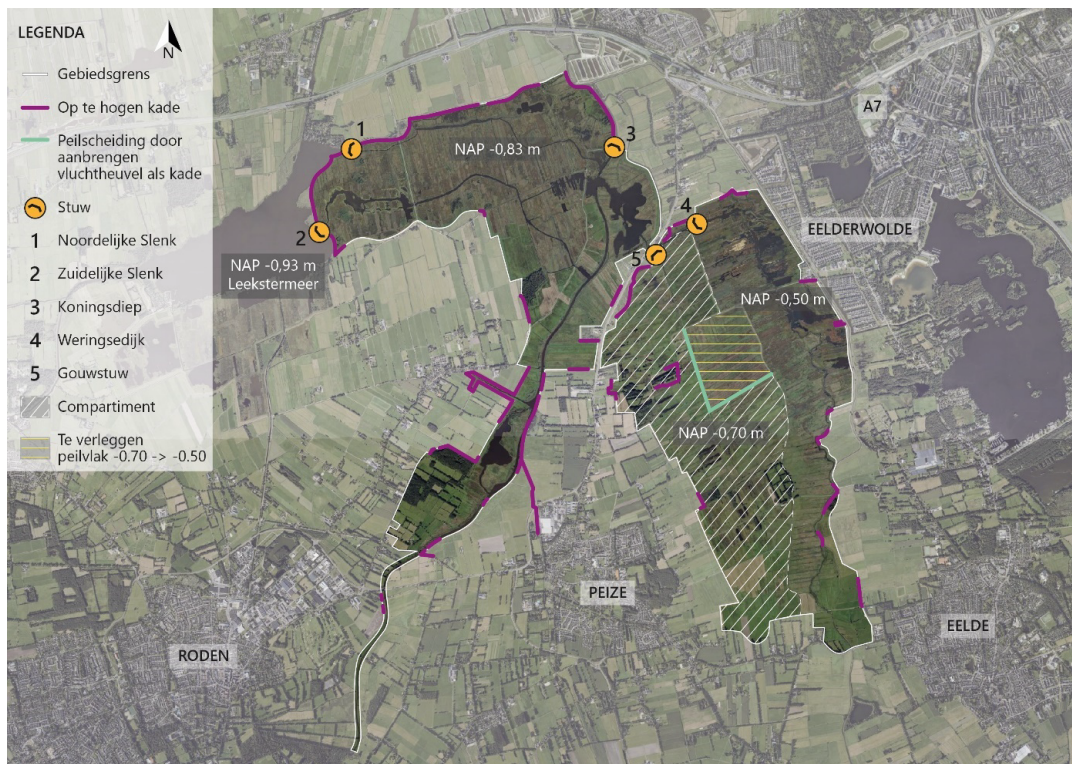 LEGENDA
N
Gebiedsgrens
Op te hogen kade
Peilscheiding door
aanbrengen
vluchtheuvel als kade
Stuw
1 Noordelijke Slenk
2 Zuidelijke Slenk
3 Koningsdiep
4 Weringsedijk
5 Gouwstuw
Compartiment
Te verleggen
peilvlak -0.70 -> -0.50
A7
1
3
NAP -0,83 m
4
EELDERWOLDE
2
5
NAP -0,93 m
Leekstermeer
NAP -0,50 m
NAP -0,70 m
PEIZE
EELDE
RODEN